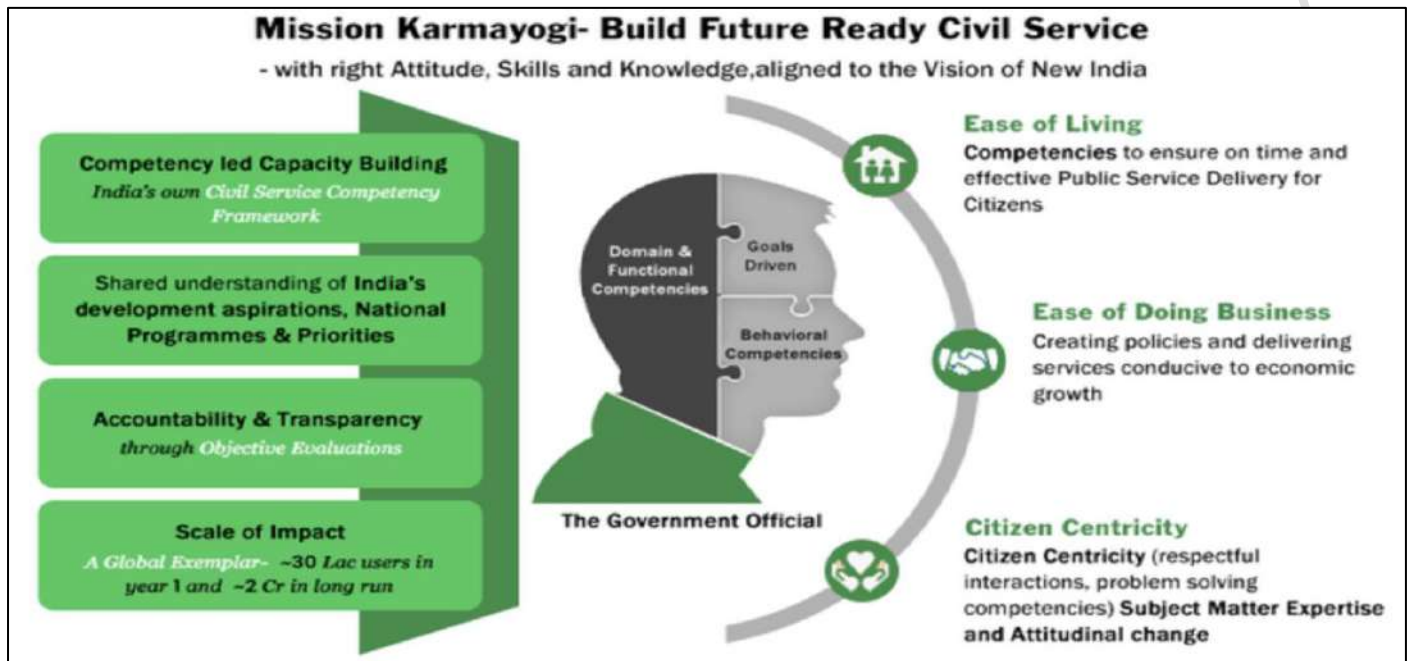 Mission Karmayogi- Build Future Ready Civil Service
- with right Attitude, Skills and Knowledge,aligned to the Vision of New India
Competency led Capacity Building
India's own Civil Service Competency
Framework
Shared understanding of India's
development aspirations, National
Programmes & Priorities
Accountability & Transparency
through Objective Evaluations
Scale of Impact
A Global Exemplar- ~30 Lac users in
year 1 and ~2 Cr in long run
Domain &
Functional
Competencies
Goals
Driven
Behavioral
Competencies
The Government Official
Ease of Living
Competencies to ensure on time and
effective Public Service Delivery for
Citizens
Ease of Doing Business
Creating policies and delivering
services conducive to economic
growth
Citizen Centricity
Citizen Centricity (respectful
interactions, problem solving
competencies) Subject Matter Expertise
and Attitudinal change